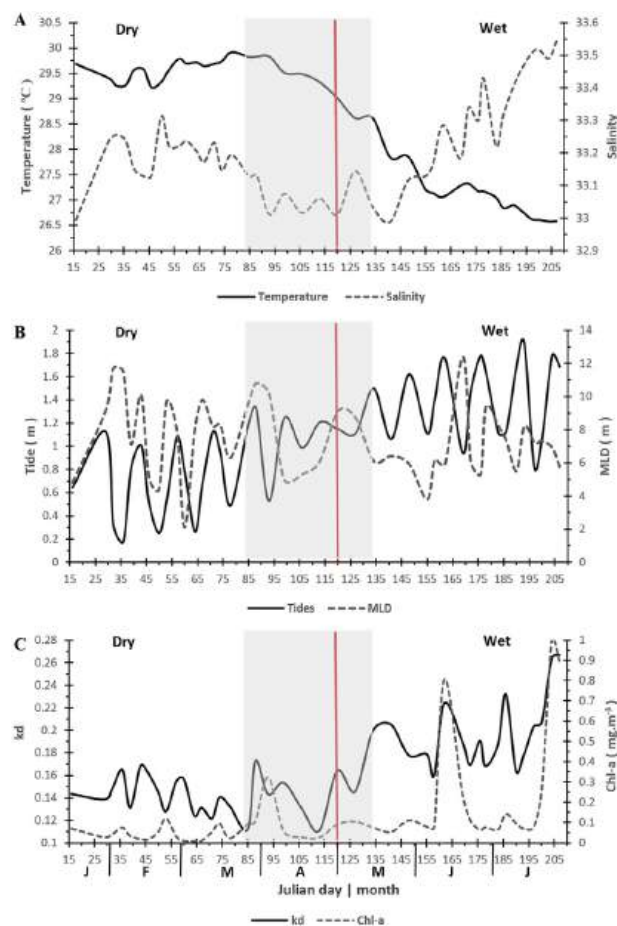 A
Dry
Wet
Temperature ( °C)
30.5
30
29.5
29
28.5
28
27.5
27
26.5
26
Salinity
33.6
33.5
33.4
33.3
33.2
33.1
33
32.9
15 25 35 45 55 65 75 85 95 105 115 125 135 145 155 165 175 185 195 205
Temperature Salinity
B
Dry
Wet
Tide ( m)
2
1.8
1.6
1.4
1.2
1
0.8
0.6
0.4
0.2
0
MLD ( m)
14
12
10
8
6
4
2
0
15 25 35 45 55 65 75 85 95 105 115 125 135 145 155 165 175 185 195 205
Tides MLD
C
Dry
Wet
kd
0.28
0.26
0.24
0.22
0.2
0.18
0.16
0.14
0.12
0.1
Chl-a ( mg.m-³)
1
0.9
0.8
0.7
0.6
0.5
0.4
0.3
0.2
0.1
0
15 25 35 45 55 65 75 85 95 105 115 125 135 145 155 165 175 185 195 205
J F M A M J J
Julian day | month
kd Chl-a